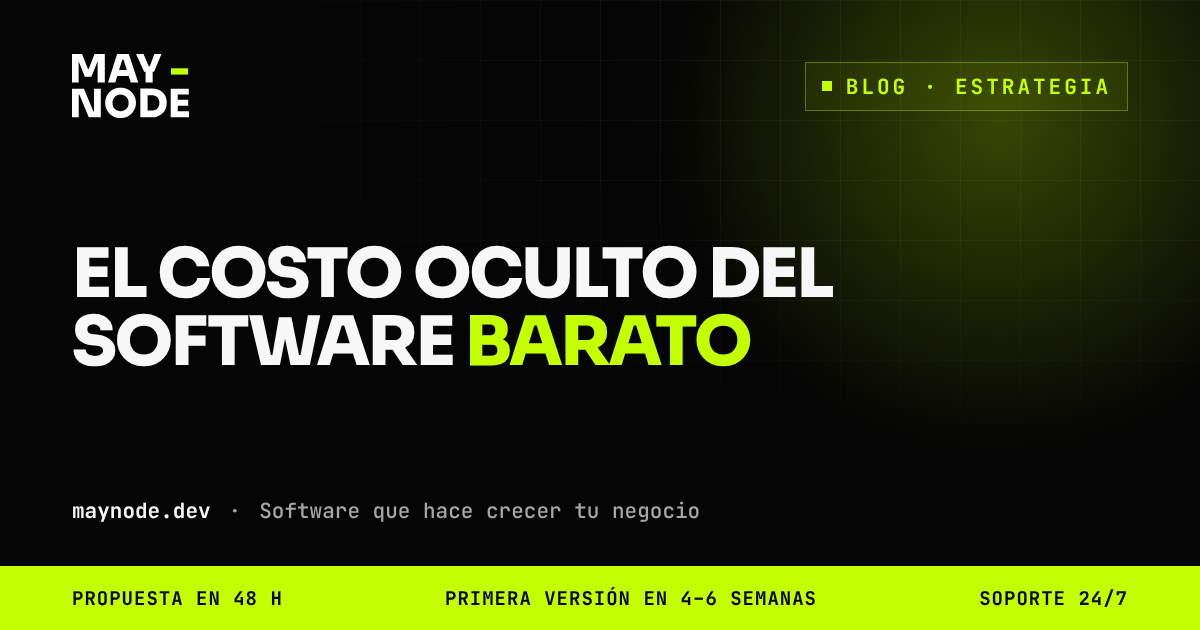 MAY-
NODE
BLOG · ESTRATEGIA
EL COSTO OCULTO DEL
SOFTWARE BARATO
maynode.dev · Software que hace crecer tu negocio
PROPUESTA EN 48 H
PRIMERA VERSIÓN EN 4–6 SEMANAS
SOPORTE 24/7